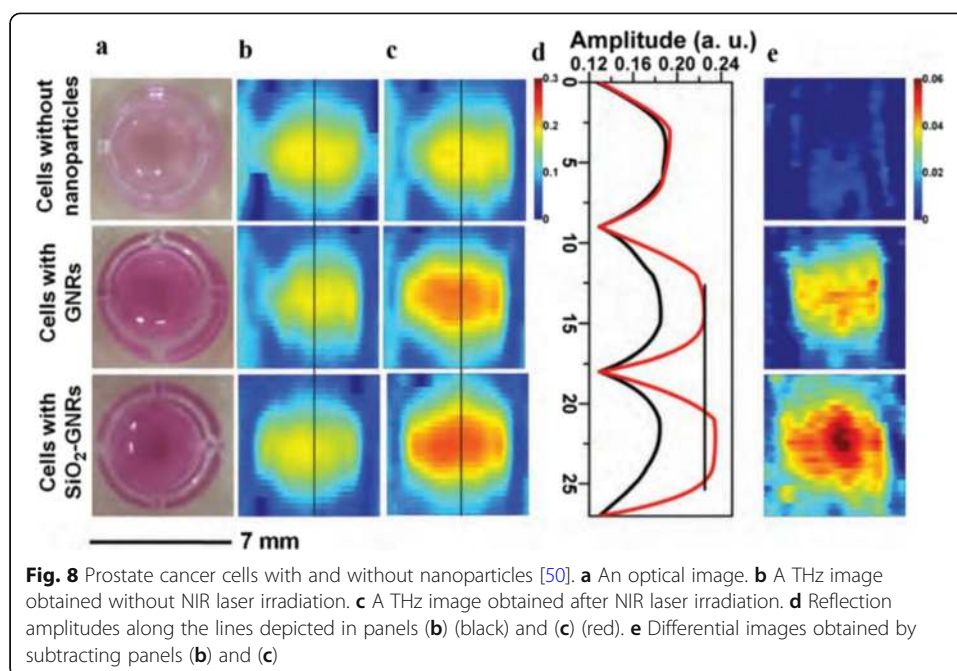 a
b
c
d
e
Amplitude (a. u.)
0.12 0.16 0.20 0.24
Cells without
nanoparticles
0.3
0.2
0.1
0
0
5
10
15
20
25
0.06
0.04
0.02
0
Cells with
GNRs
Cells with
SiO₂-GNRs
7 mm
Fig. 8 Prostate cancer cells with and without nanoparticles [50]. a An optical image. b A THz image
obtained without NIR laser irradiation. c A THz image obtained after NIR laser irradiation. d Reflection
amplitudes along the lines depicted in panels (b) (black) and (c) (red). e Differential images obtained by
subtracting panels (b) and (c)